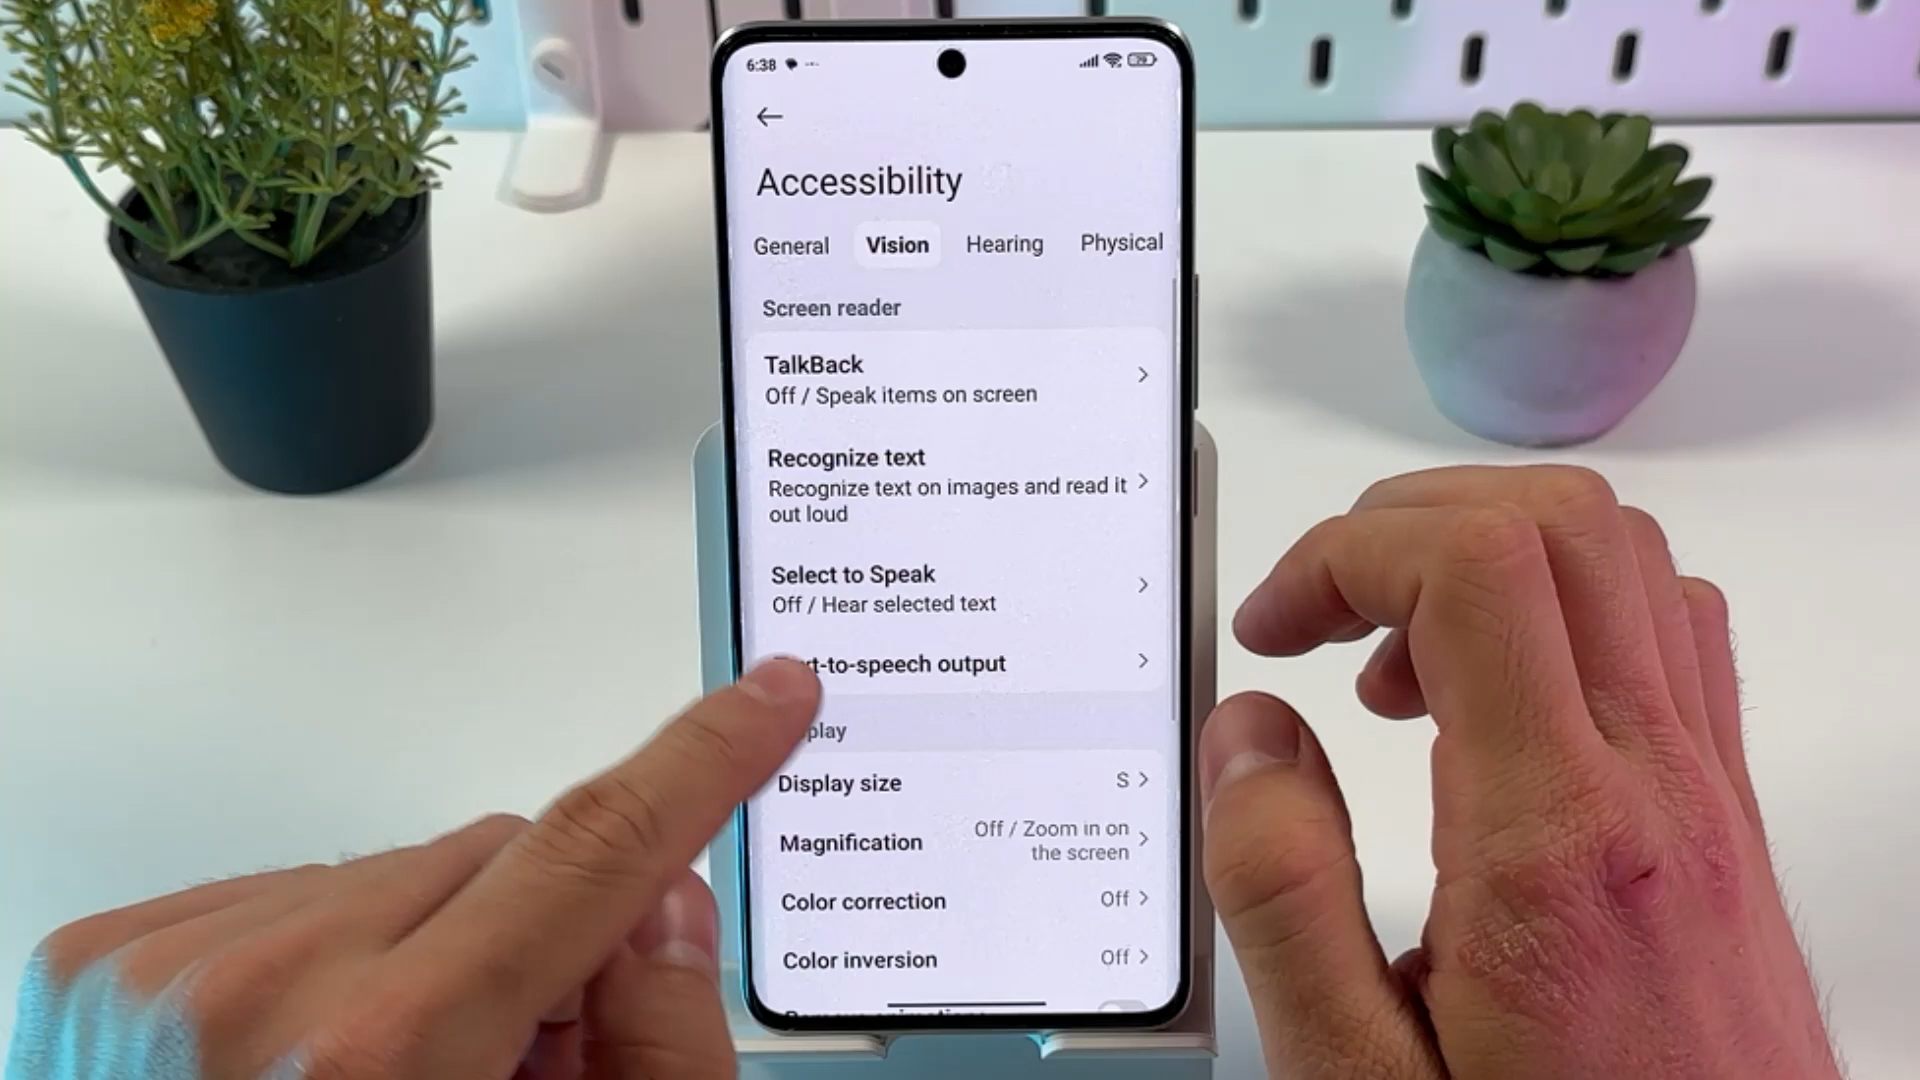 6:38
79
Accessibility
General Vision Hearing Physical
Screen reader
TalkBack
Off / Speak items on screen
Recognize text
Recognize text on images and read it
out loud
Select to Speak
Off / Hear selected text
-to-speech output
Display size S
Magnification Off / Zoom in on
the screen
Color correction Off
Color inversion Off